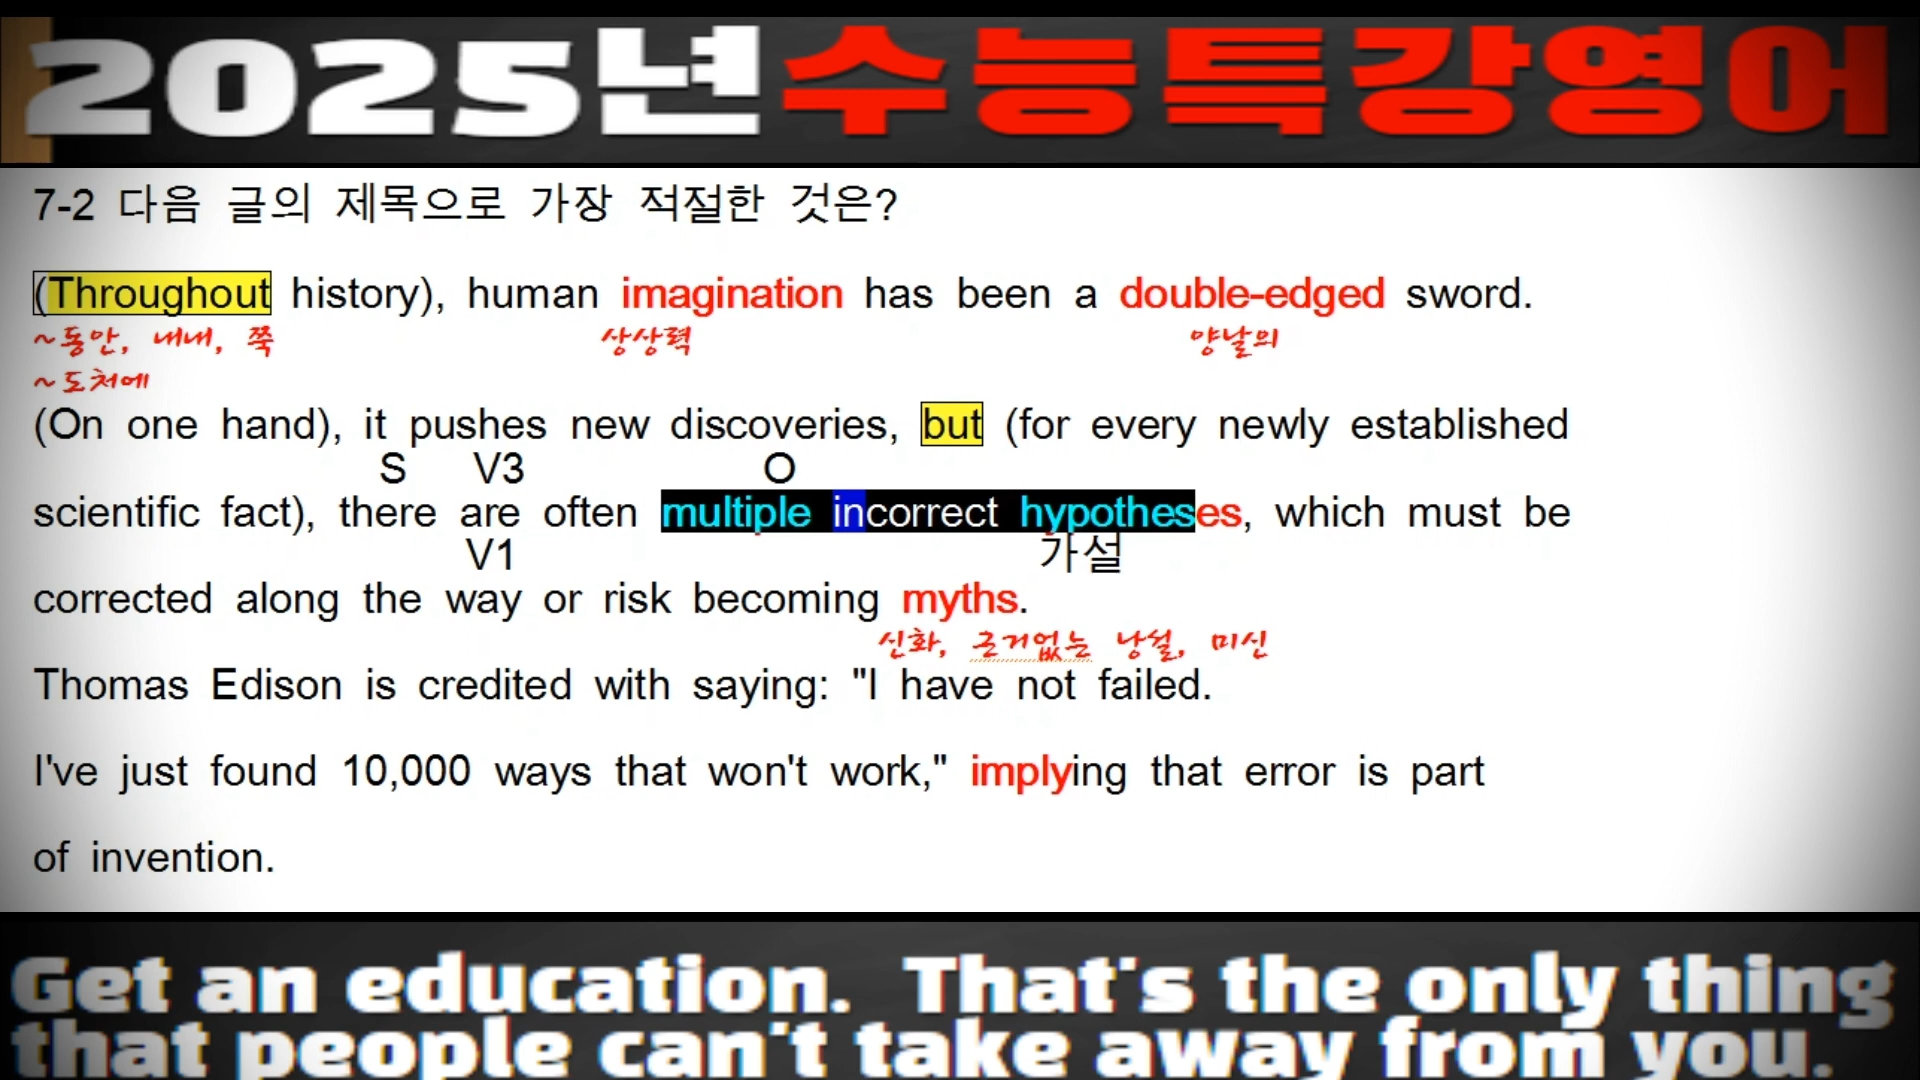 2025년수능특강영어
7-2 다음 글의 제목으로 가장 적절한 것은?
(Throughout history), human imagination has been a double-edged sword.
~동안, 내내, 쭉 상상력 양날의
~도처에
(On one hand), it pushes new discoveries, but (for every newly established
S V3 O
scientific fact), there are often multiple incorrect hypotheses, which must be
V1 가설
corrected along the way or risk becoming myths.
신화, 근거없는 낭설, 미신
Thomas Edison is credited with saying: "I have not failed.
I've just found 10,000 ways that won't work," implying that error is part
of invention.
Get an education. That's the only thing
that people can't take away from you.